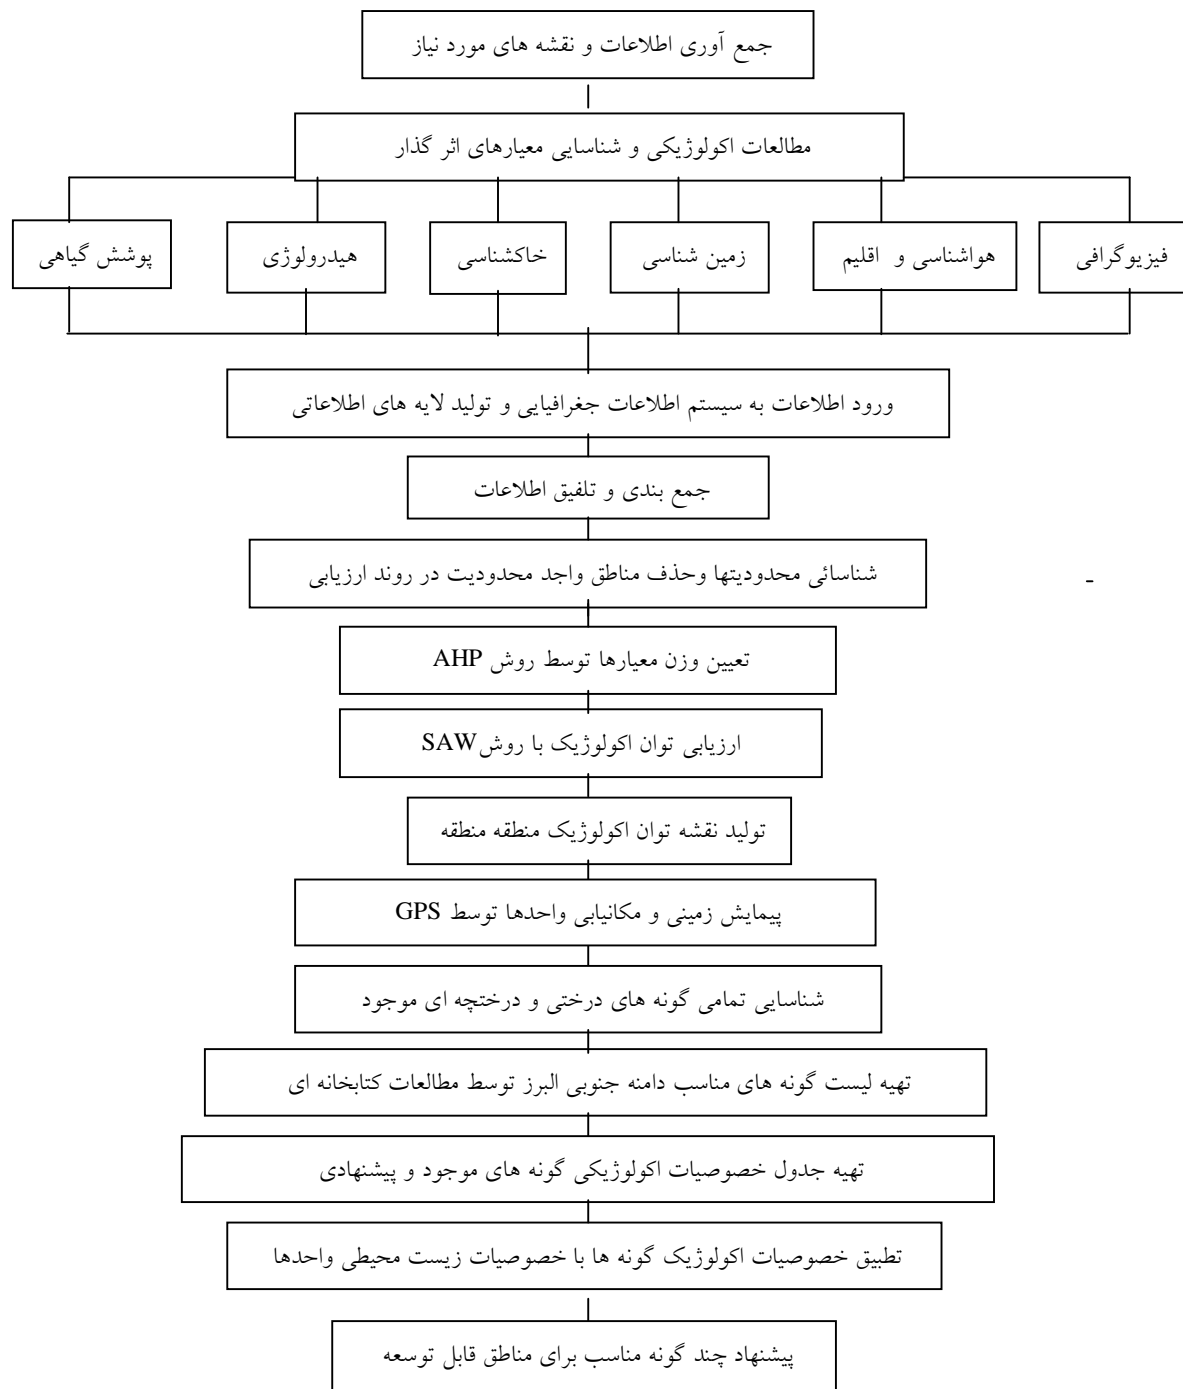 جمع آوری اطلاعات و نقشه های مورد نیاز
مطالعات اکولوژیکی و شناسایی معیارهای اثر گذار
فیزیوگرافی
هواشناسی و اقلیم
زمین شناسی
خاکشناسی
هیدرولوژی
پوشش گیاهی
ورود اطلاعات به سیستم اطلاعات جغرافیایی و تولید لایه های اطلاعاتی
جمع بندی و تلفیق اطلاعات
شناسائی محدودیتها وحذف مناطق واجد محدودیت در روند ارزیابی
-
تعیین وزن معیارها توسط روش AHP
ارزیابی توان اکولوژیک با روش SAW
تولید نقشه توان اکولوژیک منطقه منطقه
پیمایش زمینی و مکانیابی واحدها توسط GPS
شناسایی تمامی گونه های درختی و درختچه ای موجود
تهیه لیست گونه های مناسب دامنه جنوبی البرز توسط مطالعات کتابخانه ای
تهیه جدول خصوصیات اکولوژیکی گونه های موجود و پیشنهادی
تطبیق خصوصیات اکولوژیک گونه ها با خصوصیات زیست محیطی واحدها
پیشنهاد چند گونه مناسب برای مناطق قابل توسعه